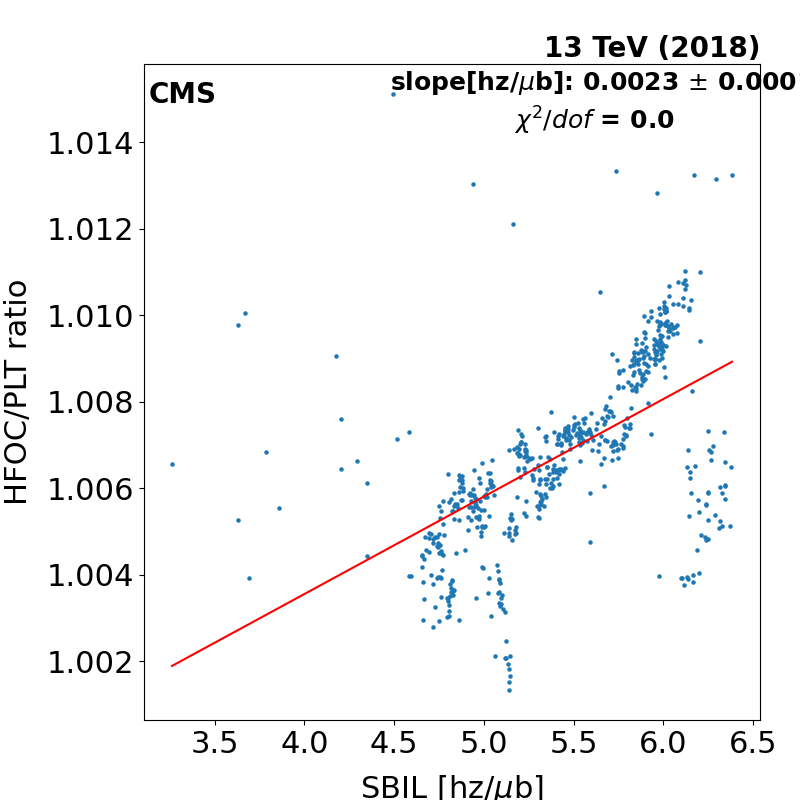 13 TeV (2018)
CMS
slope[hz/μb]: 0.0023 ± 0.000
χ²/dof = 0.0
HFOC/PLT ratio
1.014
1.012
1.010
1.008
1.006
1.004
1.002
3.5 4.0 4.5 5.0 5.5 6.0 6.5
SBIL [hz/μb]